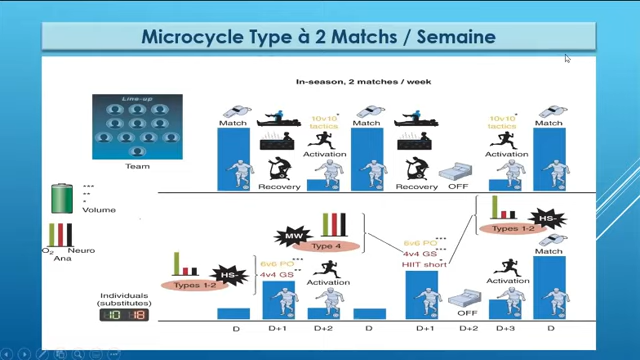 Microcycle Type à 2 Matchs / Semaine
In-season, 2 matches / week
Line-up
Team
Match
Recovery
10v10*
tactics
Activation
Match
Recovery
OFF
10v10*
tactics
Activation
Match
***
**
*
Volume
O2 Neuro
Ana
Types 1-2
HS-
6v6 PO***
4v4 GS**
Activation
MW
Type 4
6v6 PO***
4v4 GS**
HIIT short*
Types 1-2
HS-
OFF
Activation
Match
Individuals
(substitutes)
10 18
D D+1 D+2 D D+1 D+2 D+3 D